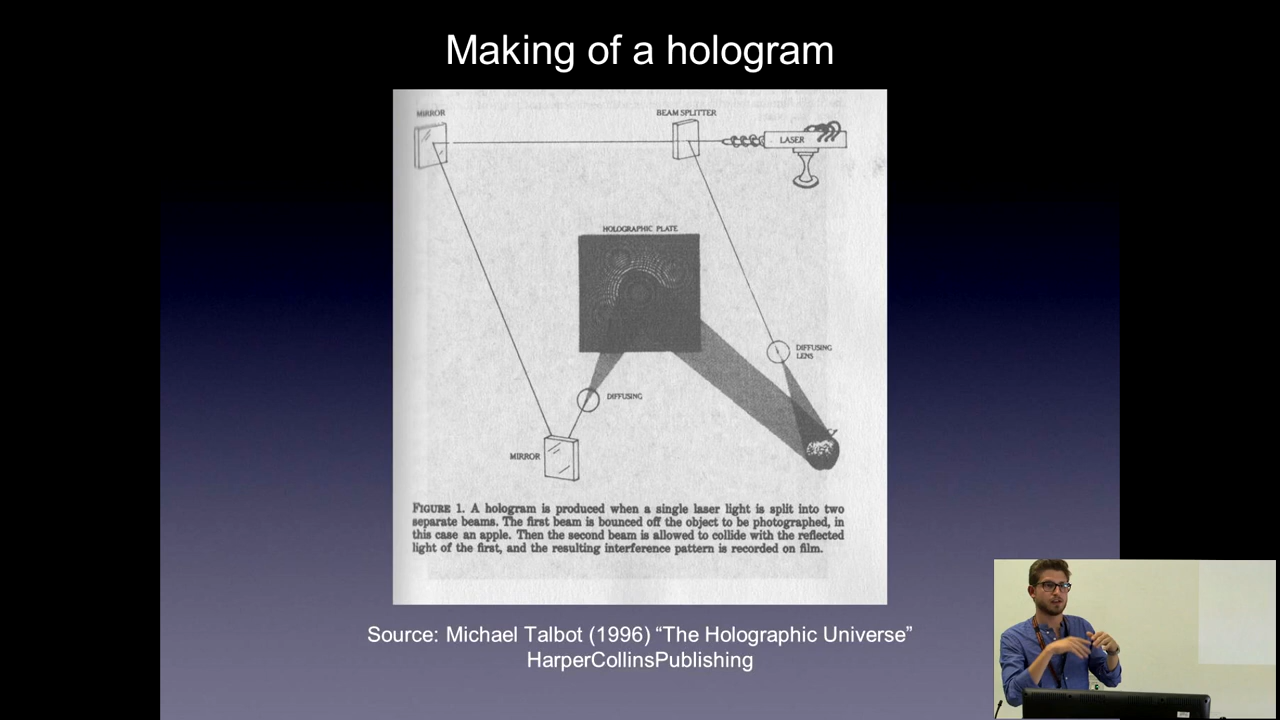 Making of a hologram
MIRROR
BEAM SPLITTER
LASER
HOLOGRAPHIC PLATE
DIFFUSING
LENS
DIFFUSING
MIRROR
FIGURE 1. A hologram is produced when a single laser light is split into two
separate beams. The first beam is bounced off the object to be photographed, in
this case an apple. Then the second beam is allowed to collide with the reflected
light of the first, and the resulting interference pattern is recorded on film.
Source: Michael Talbot (1996) “The Holographic Universe”
HarperCollinsPublishing